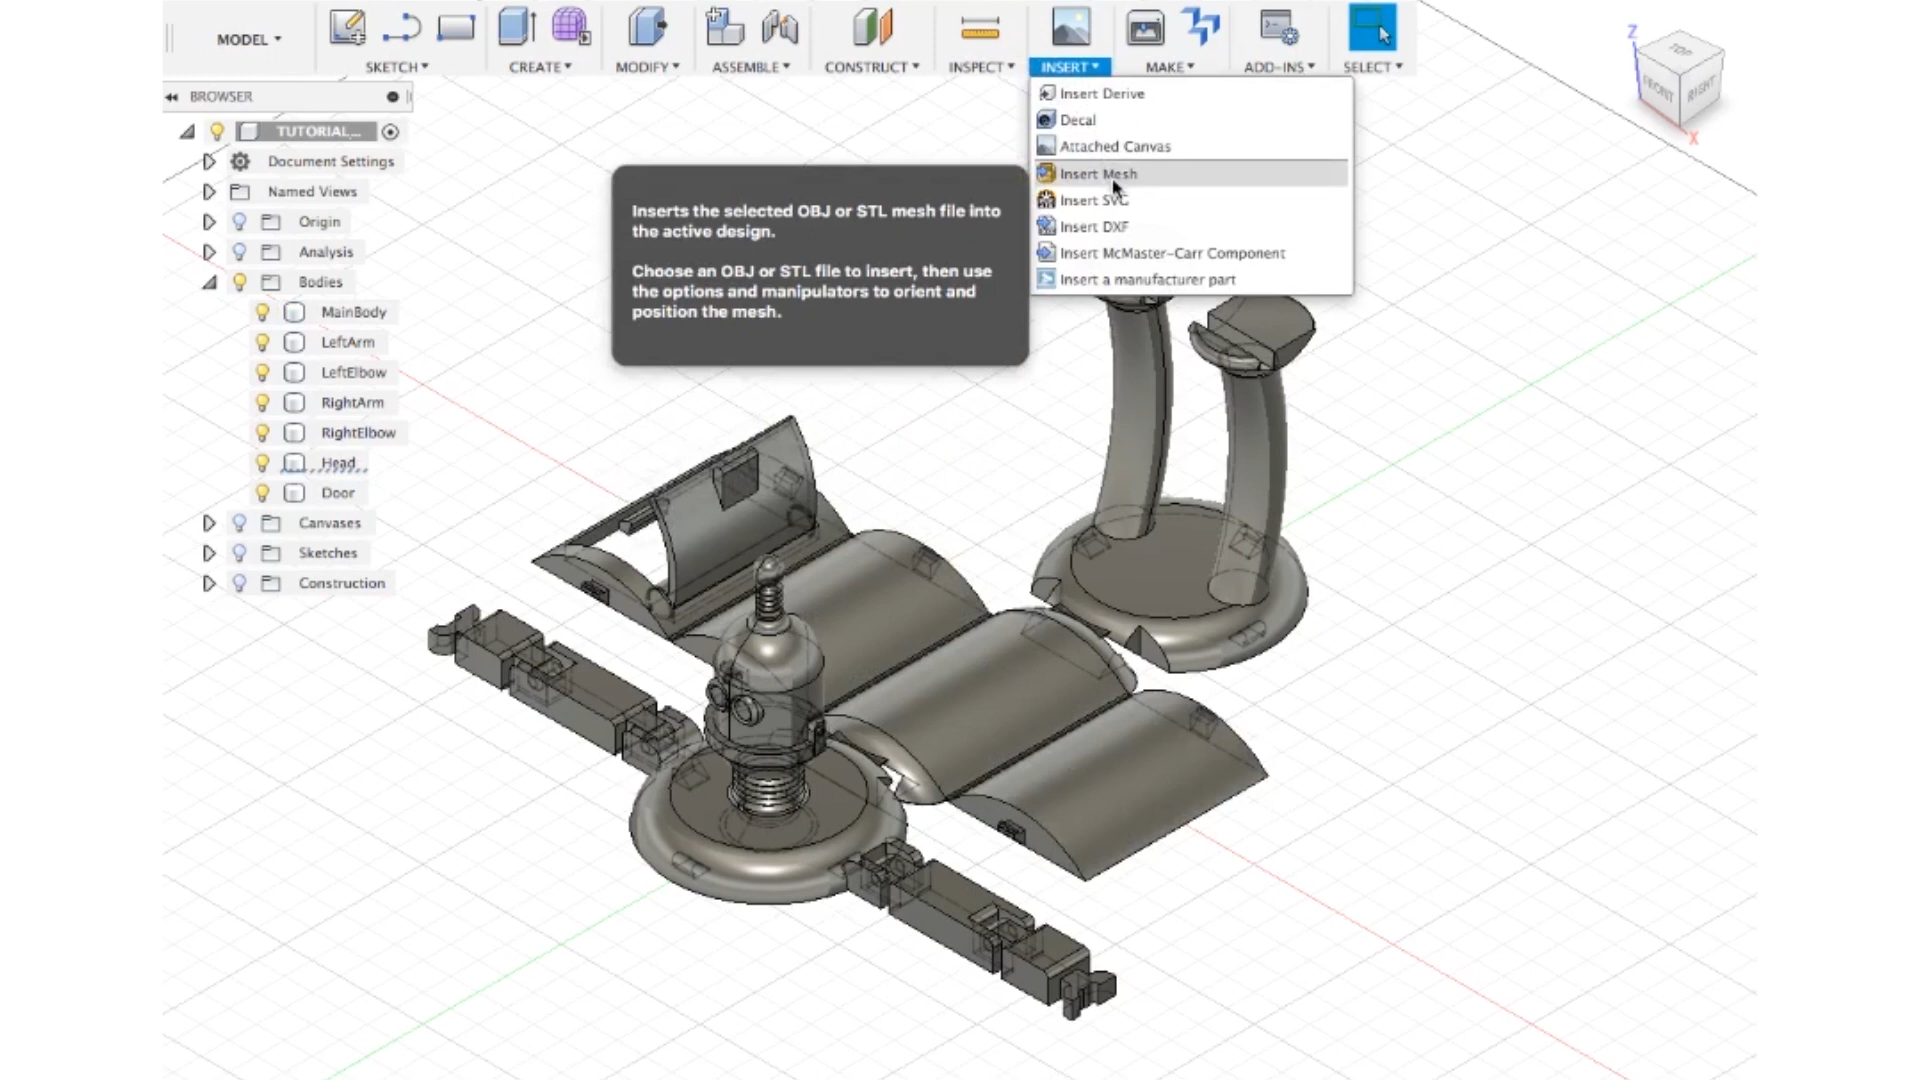 MODEL
SKETCH
CREATE
MODIFY
ASSEMBLE
CONSTRUCT
INSPECT
INSERT
MAKE
ADD-INS
SELECT
BROWSER
TUTORIAL_...
Document Settings
Named Views
Origin
Analysis
Bodies
MainBody
LeftArm
LeftElbow
RightArm
RightElbow
Head
Door
Canvases
Sketches
Construction
Inserts the selected OBJ or STL mesh file into
the active design.
Choose an OBJ or STL file to insert, then use
the options and manipulators to orient and
position the mesh.
Insert Derive
Decal
Attached Canvas
Insert Mesh
Insert SVG
Insert DXF
Insert McMaster-Carr Component
Insert a manufacturer part
Z
TOP
FRONT
RIGHT
X